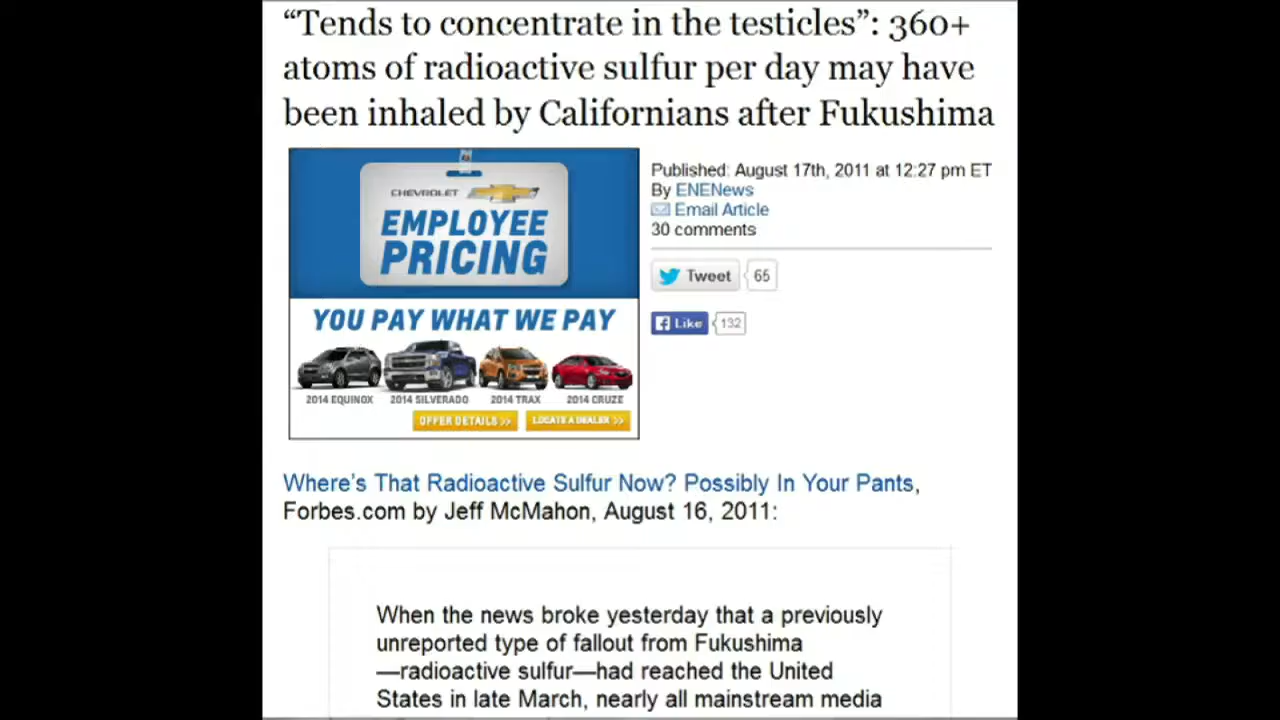 “Tends to concentrate in the testicles”: 360+
atoms of radioactive sulfur per day may have
been inhaled by Californians after Fukushima
CHEVROLET
EMPLOYEE
PRICING
YOU PAY WHAT WE PAY
2014 EQUINOX 2014 SILVERADO 2014 TRAX 2014 CRUZE
OFFER DETAILS >> LOCATE A DEALER >>
Published: August 17th, 2011 at 12:27 pm ET
By ENENews
Email Article
30 comments
Tweet 65
Like 132
Where's That Radioactive Sulfur Now? Possibly In Your Pants,
Forbes.com by Jeff McMahon, August 16, 2011:
When the news broke yesterday that a previously
unreported type of fallout from Fukushima
—radioactive sulfur—had reached the United
States in late March, nearly all mainstream media